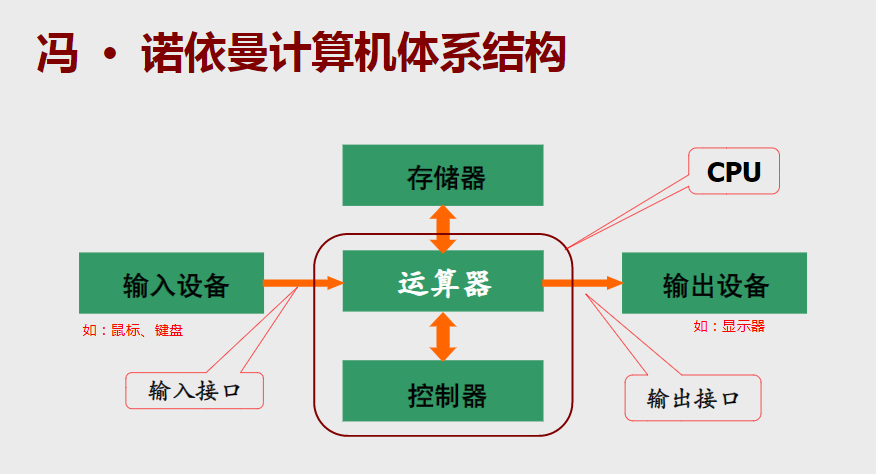 冯 · 诺依曼计算机体系结构
存储器
CPU
输入设备
运算器
输出设备
如：鼠标、键盘
如：显示器
输入接口
控制器
输出接口